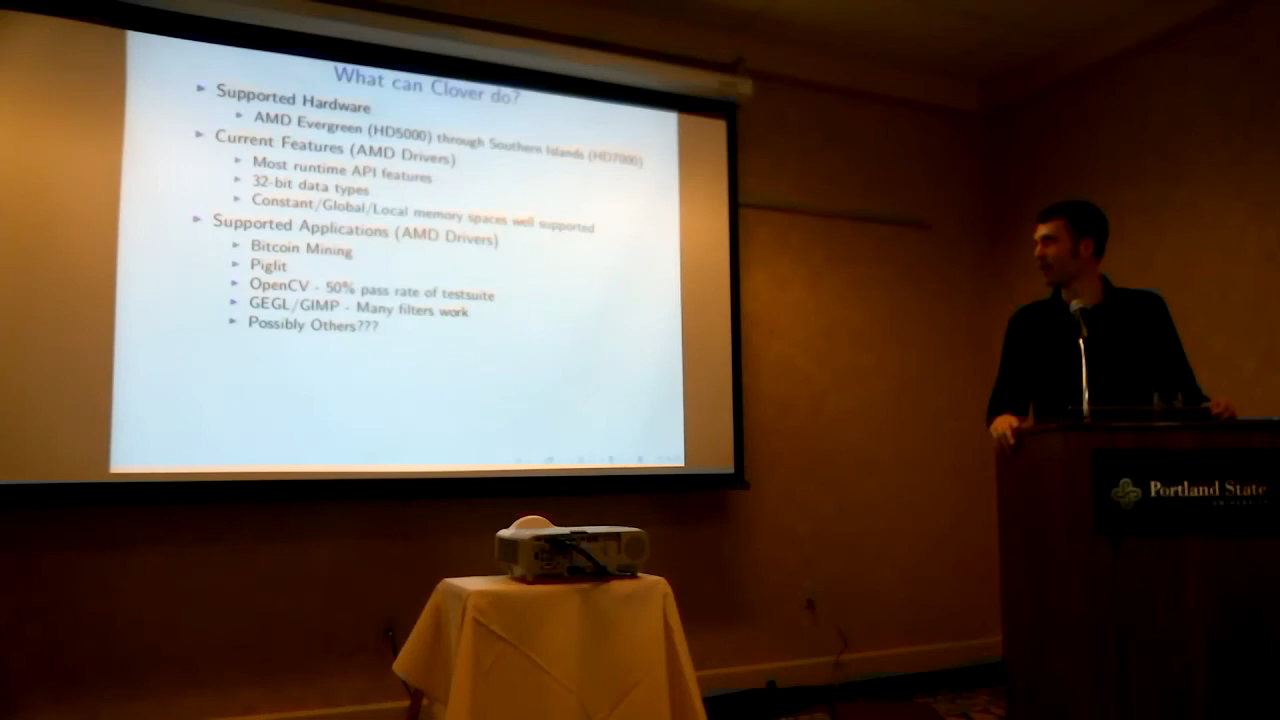 What can Clover do?
Supported Hardware
AMD Evergreen (HD5000) through Southern Islands (HD7000)
Current Features (AMD Drivers)
Most runtime API features
32-bit data types
Constant/Global/Local memory spaces well supported
Supported Applications (AMD Drivers)
Bitcoin Mining
Piglit
OpenCV - 50% pass rate of testsuite
GEGL/GIMP - Many filters work
Possibly Others???
Portland State